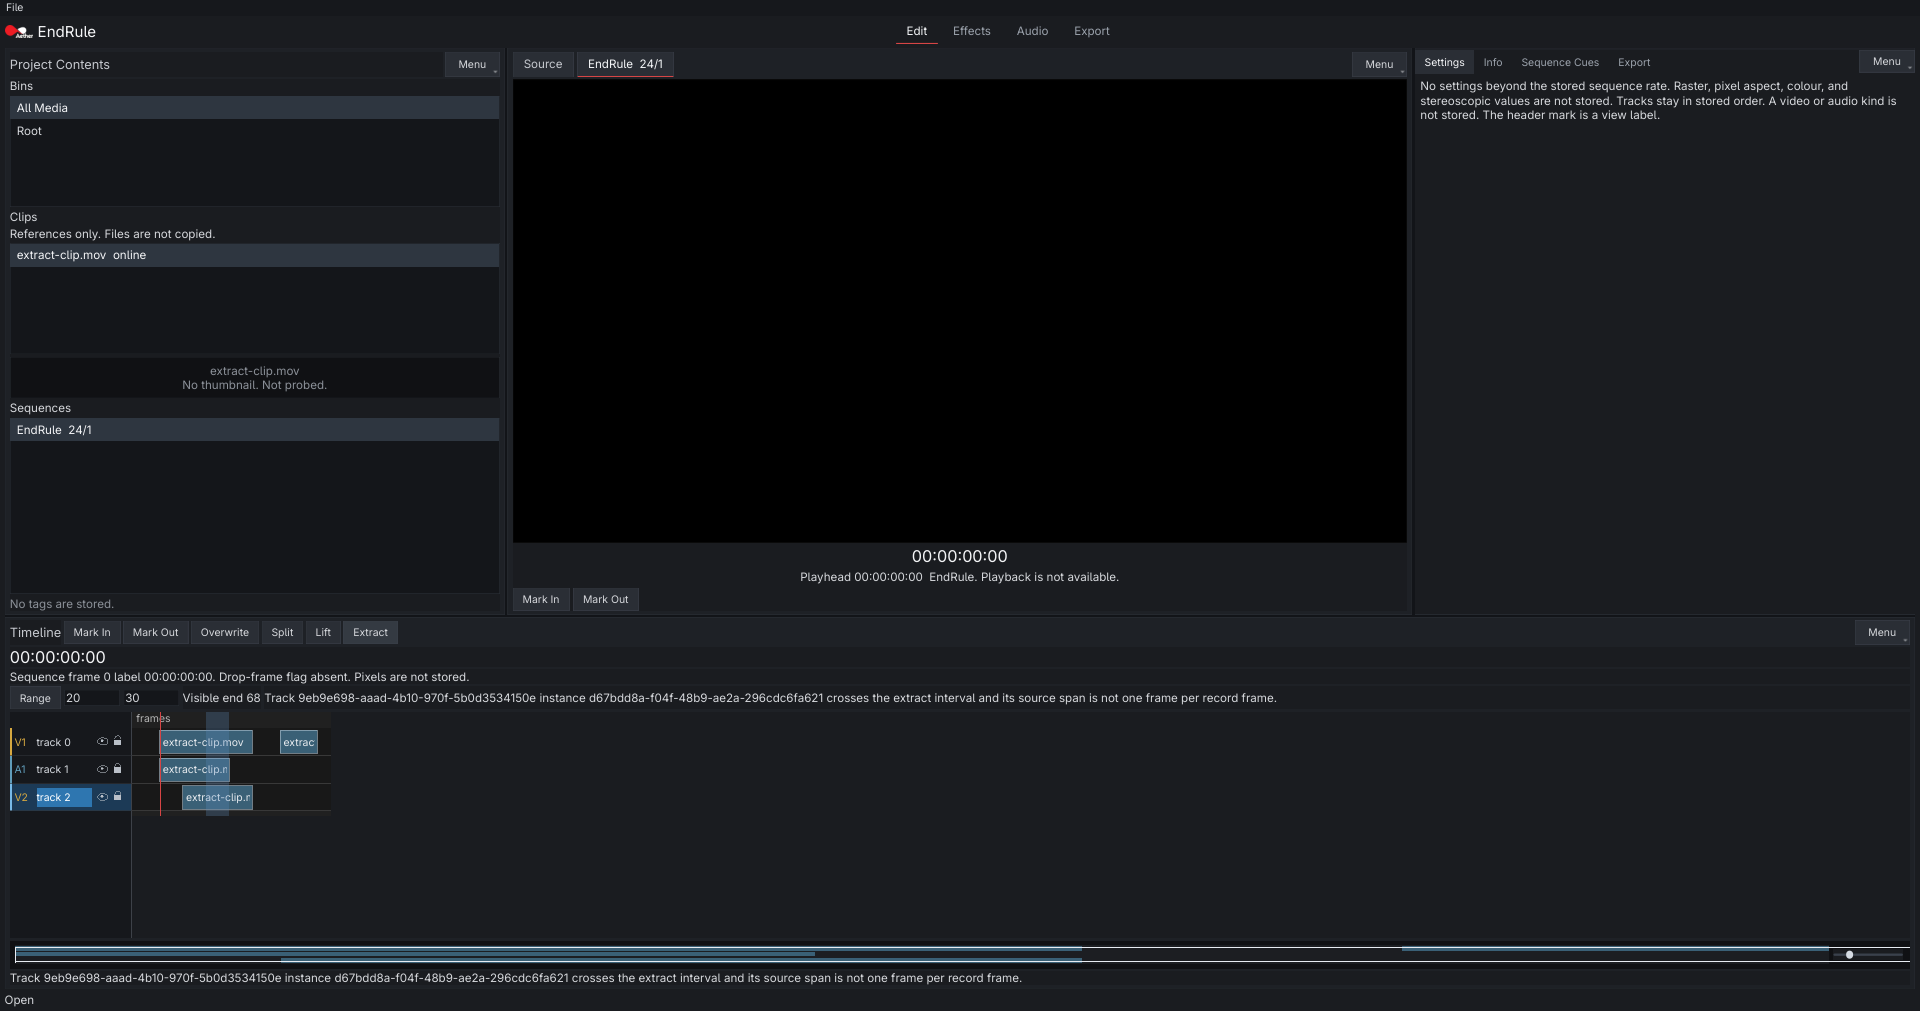 File
Aether EndRule
Edit Effects Audio Export
Project Contents Menu
Bins
All Media
Root
Clips
References only. Files are not copied.
extract-clip.mov online
extract-clip.mov
No thumbnail. Not probed.
Sequences
EndRule 24/1
No tags are stored.
Source EndRule 24/1 Menu
00:00:00:00
Playhead 00:00:00:00 EndRule. Playback is not available.
Mark In Mark Out
Settings Info Sequence Cues Export Menu
No settings beyond the stored sequence rate. Raster, pixel aspect, colour, and
stereoscopic values are not stored. Tracks stay in stored order. A video or audio kind is
not stored. The header mark is a view label.
Timeline Mark In Mark Out Overwrite Split Lift Extract Menu
00:00:00:00
Sequence frame 0 label 00:00:00:00. Drop-frame flag absent. Pixels are not stored.
Range 20 30 Visible end 68 Track 9eb9e698-aaad-4b10-970f-5b0d3534150e instance d67bdd8a-f04f-48b9-ae2a-296cdc6fa621 crosses the extract interval and its source span is not one frame per record frame.
frames
V1 track 0 extract-clip.mov extrac
A1 track 1 extract-clip.n
V2 track 2 extract-clip.r
Track 9eb9e698-aaad-4b10-970f-5b0d3534150e instance d67bdd8a-f04f-48b9-ae2a-296cdc6fa621 crosses the extract interval and its source span is not one frame per record frame.
Open